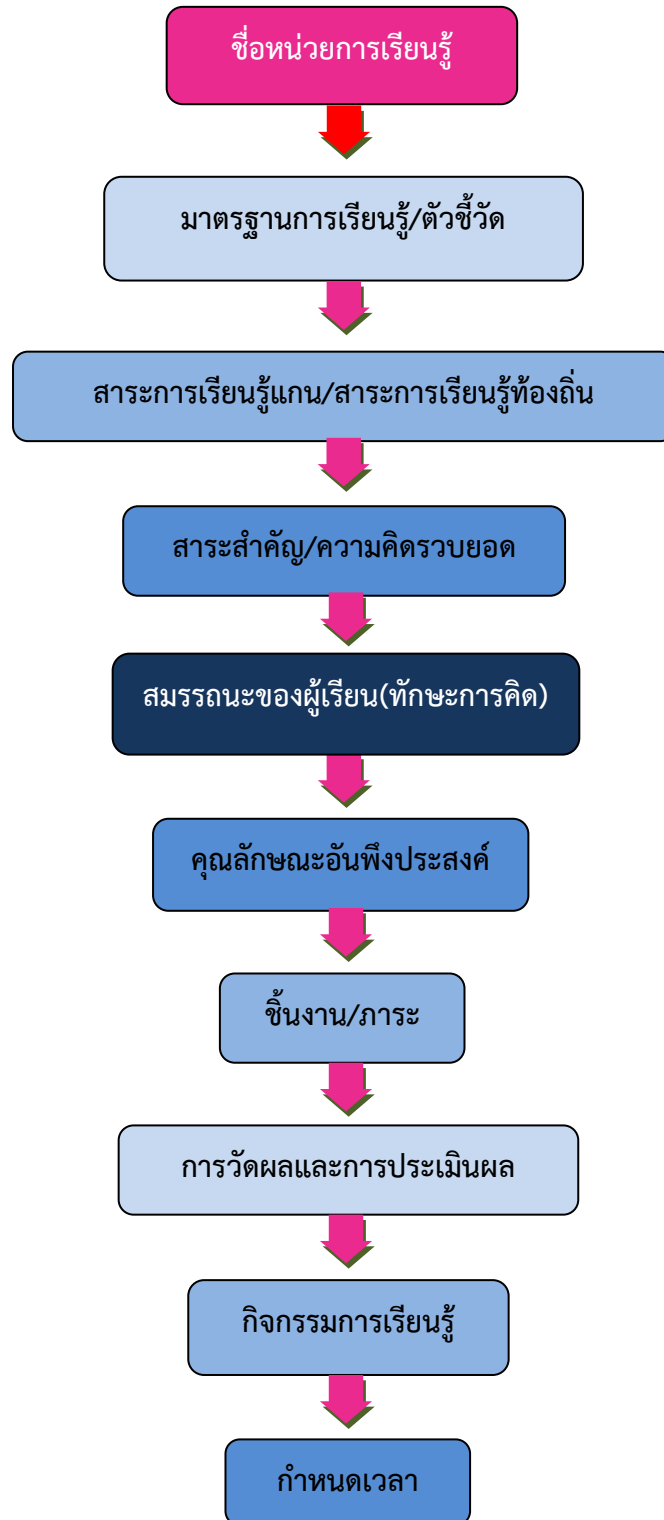 ชื่อหน่วยการเรียนรู้
มาตรฐานการเรียนรู้/ตัวชี้วัด
สาระการเรียนรู้แกน/สาระการเรียนรู้ท้องถิ่น
สาระสำคัญ/ความคิดรวบยอด
สมรรถนะของผู้เรียน(ทักษะการคิด)
คุณลักษณะอันพึงประสงค์
ชิ้นงาน/ภาระ
การวัดผลและการประเมินผล
กิจกรรมการเรียนรู้
กำหนดเวลา